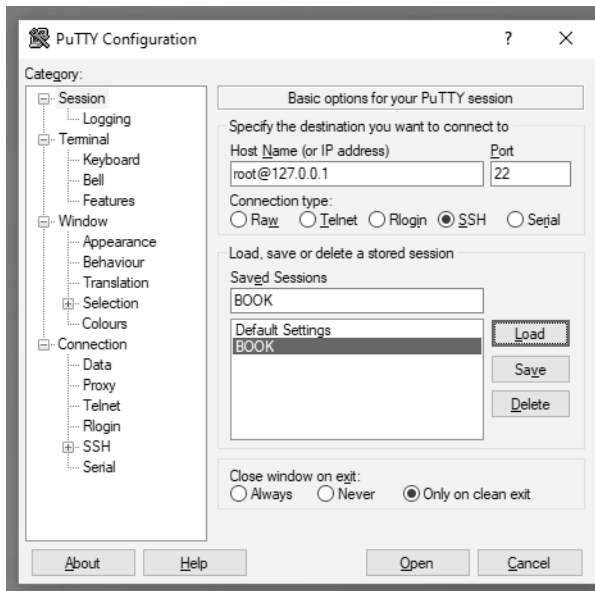 PuTTY Configuration
?
Category:
Session
Logging
Terminal
Keyboard
Bell
Features
Window
Appearance
Behaviour
Translation
Selection
Colours
Connection
Data
Proxy
Telnet
Rlogin
SSH
Serial
Basic options for your PuTTY session
Specify the destination you want to connect to
Host Name (or IP address) Port
root@127.0.0.1 22
Connection type:
Raw Telnet Rlogin SSH Serial
Load, save or delete a stored session
Saved Sessions
BOOK
Default Settings
BOOK
Load
Save
Delete
Close window on exit:
Always Never Only on clean exit
About Help Open Cancel